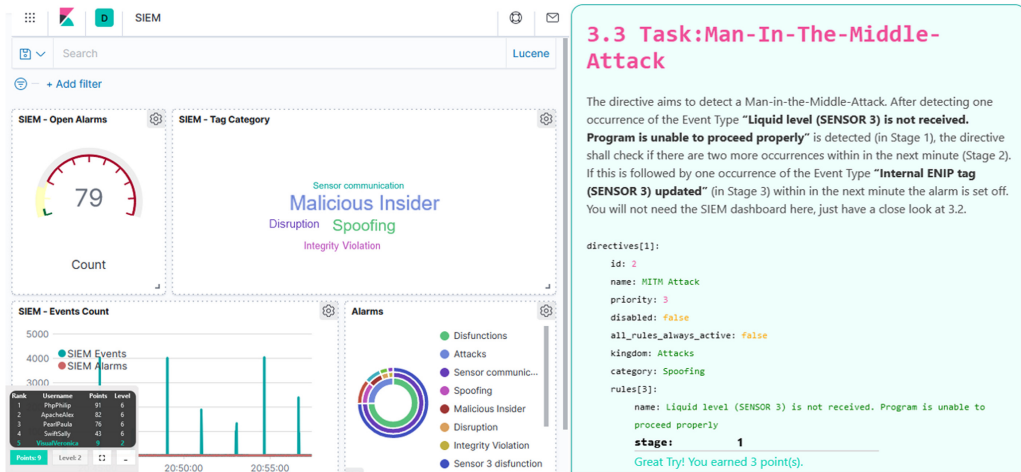 D SIEM
Search
Lucene
+ Add filter
SIEM - Open Alarms
79
Count
SIEM - Tag Category
Sensor communication
Malicious Insider
Disruption Spoofing
Integrity Violation
SIEM - Events Count
5000
4000
3000
SIEM Events
SIEM Alarms
20:50:00 20:55:00
Rank Username Points Level
1 PhpPhilip 91 6
2 ApacheAlex 82 6
3 PearlPaula 76 6
4 SwiftSally 43 6
5 VisualVeronica 9 2
Points: 9 Level: 2
Alarms
Disfunctions
Attacks
Sensor communic...
Spoofing
Malicious Insider
Disruption
Integrity Violation
Sensor 3 disfunction
3.3 Task:Man-In-The-Middle-
Attack
The directive aims to detect a Man-in-the-Middle-Attack. After detecting one
occurrence of the Event Type “Liquid level (SENSOR 3) is not received.
Program is unable to proceed properly” is detected (in Stage 1), the directive
shall check if there are two more occurrences within in the next minute (Stage 2).
If this is followed by one occurrence of the Event Type “Internal ENIP tag
(SENSOR 3) updated” (in Stage 3) within in the next minute the alarm is set off.
You will not need the SIEM dashboard here, just have a close look at 3.2.
directives[1]:
id: 2
name: MITM Attack
priority: 3
disabled: false
all_rules_always_active: false
kingdom: Attacks
category: Spoofing
rules[3]:
name: Liquid level (SENSOR 3) is not received. Program is unable to
proceed properly
stage: 1
Great Try! You earned 3 point(s).